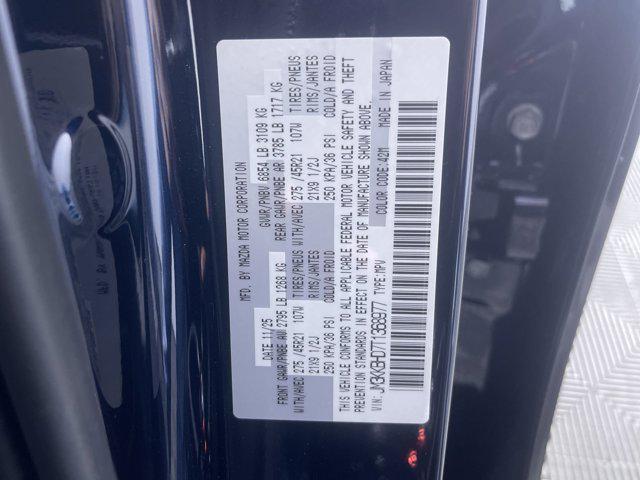 MFD. BY MAZDA MOTOR CORPORATION
DATE 11/25 GVWR/PNBV 6854 LB 3109 KG
FRONT GAWR/PNBE AV 2795 LB 1268 KG REAR GAWR/PNBE AR 3785 LB 1717 KG
WITH/AVEC 275 /45R21 107W TIRES/PNEUS WITH/AVEC 275 /45R21 107W TIRES/PNEUS
21X9 1/2J RIMS/JANTES 21X9 1/2J RIMS/JANTES
250 KPA/36 PSI COLD/A FROID 250 KPA/36 PSI COLD/A FROID
THIS VEHICLE CONFORMS TO ALL APPLICABLE FEDERAL MOTOR VEHICLE SAFETY AND THEFT
PREVENTION STANDARDS IN EFFECT ON THE DATE OF MANUFACTURE SHOWN ABOVE.
COLOR CODE:42M MADE IN JAPAN
VIN: TYPE:MPV